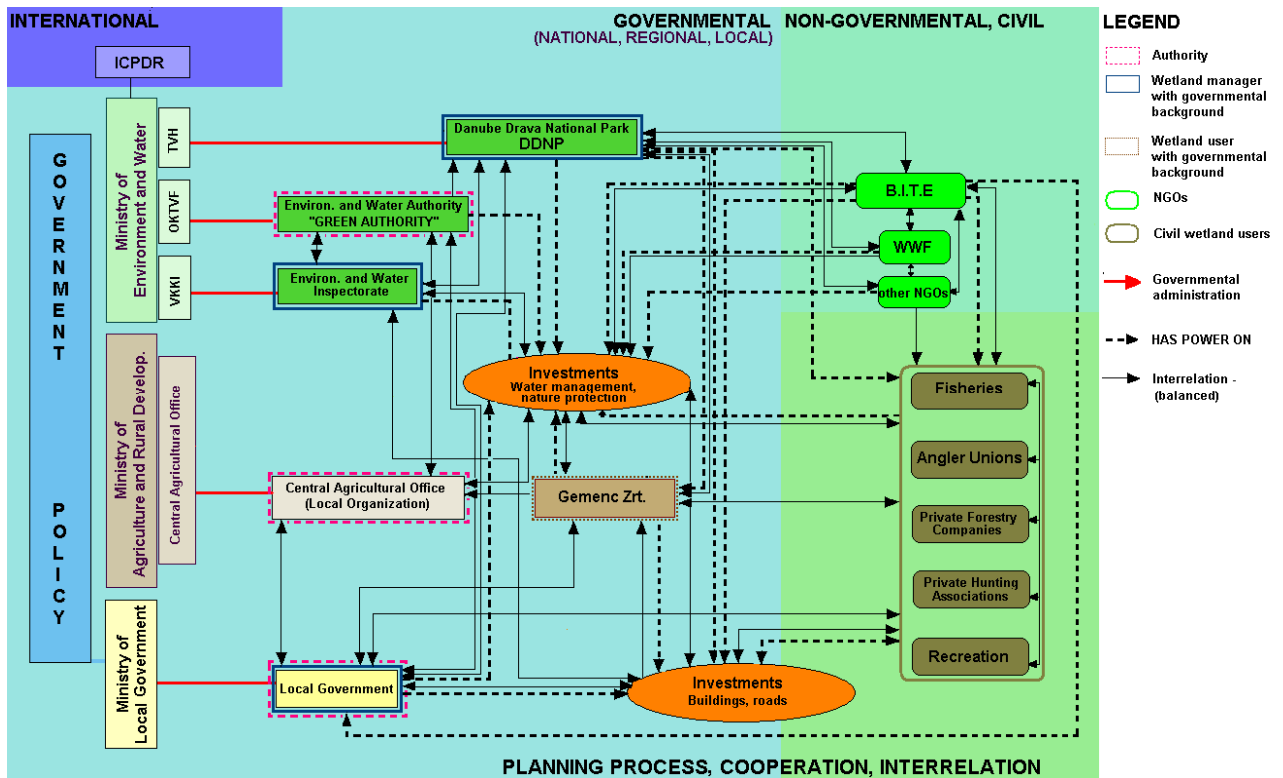 INTERNATIONAL
GOVERNMENTAL
(NATIONAL, REGIONAL, LOCAL)
NON-GOVERNMENTAL, CIVIL
LEGEND
Authority
Wetland manager
with governmental
background
Wetland user
with governmental
background
NGOs
Civil wetland users
Governmental
administration
HAS POWER ON
Interrelation -
(balanced)
ICPDR
GOVERNMENT
POLICY
Ministry of
Environment and Water
TVH
OKTVF
VKKI
Ministry of
Agriculture and Rural Develop.
Central Agricultural Office
Ministry of
Local Government
Danube Drava National Park
DDNP
Environ. and Water Authority
"GREEN AUTHORITY"
Environ. and Water
Inspectorate
B.I.T.E
WWF
other NGOs
Investments
Water management,
nature protection
Central Agricultural Office
(Local Organization)
Gemenc Zrt.
Fisheries
Angler Unions
Private Forestry
Companies
Private Hunting
Associations
Recreation
Local Government
Investments
Buildings, roads
PLANNING PROCESS, COOPERATION, INTERRELATION